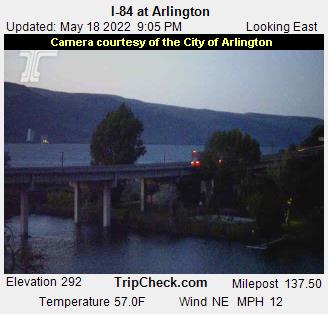 I-84 at Arlington
Updated: May 18 2022 9:05 PM Looking East
Camera courtesy of the City of Arlington
Elevation 292 TripCheck.com Milepost 137.50
Temperature 57.0F Wind NE MPH 12